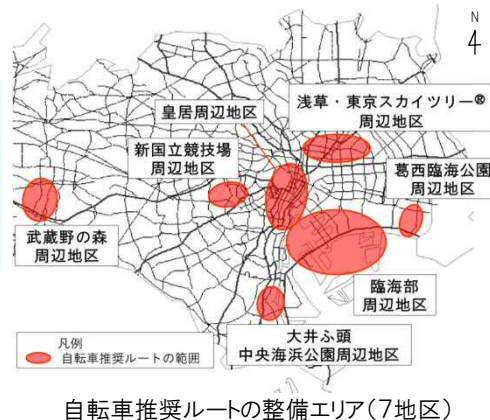 N
4
浅草・東京スカイツリー®
周辺地区
皇居周辺地区
新国立競技場
周辺地区
葛西臨海公園
周辺地区
武蔵野の森
周辺地区
臨海部
周辺地区
大井ふ頭
中央海浜公園周辺地区
凡例
自転車推奨ルートの範囲
自転車推奨ルートの整備エリア(7地区)